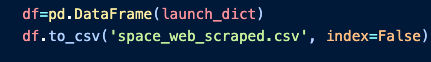 df=pd.DataFrame(launch_dict)
df.to_csv('space_web_scraped.csv', index=False)